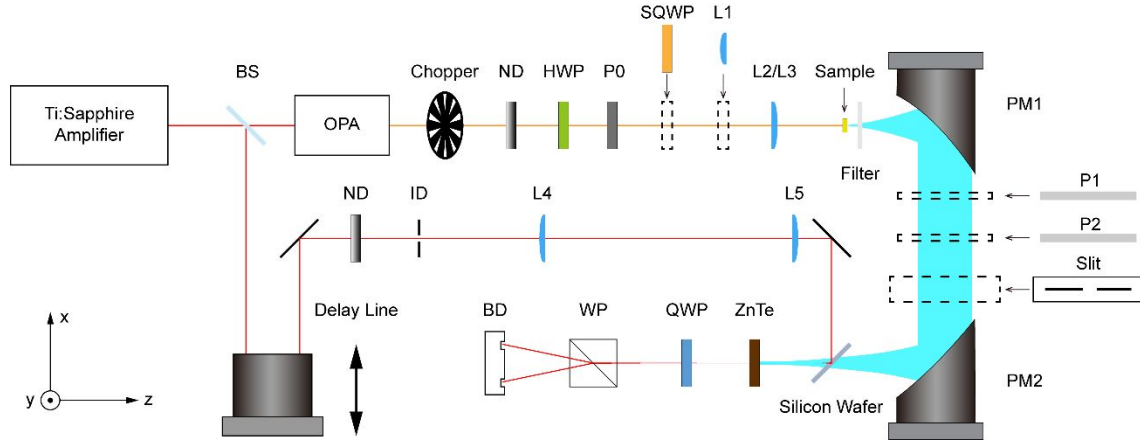 SQWP
L1
BS
Chopper
ND
HWP
P0
L2/L3
Sample
Ti:Sapphire
Amplifier
OPA
PM1
Filter
P1
ND
ID
L4
L5
P2
Slit
Delay Line
BD
WP
QWP
ZnTe
x
y
z
Silicon Wafer
PM2